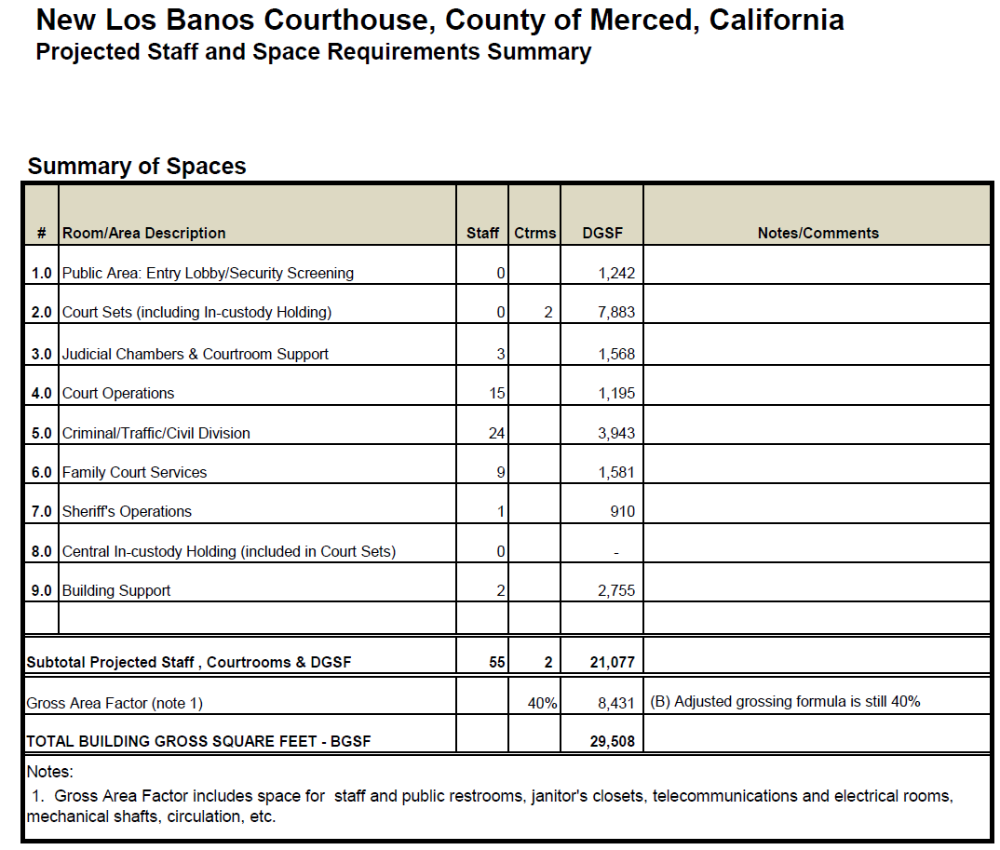 New Los Banos Courthouse, County of Merced, California
Projected Staff and Space Requirements Summary
Summary of Spaces
# Room/Area Description Staff Ctrms DGSF Notes/Comments
1.0 Public Area: Entry Lobby/Security Screening 0 1,242
2.0 Court Sets (including In-custody Holding) 0 2 7,883
3.0 Judicial Chambers & Courtroom Support 3 1,568
4.0 Court Operations 15 1,195
5.0 Criminal/Traffic/Civil Division 24 3,943
6.0 Family Court Services 9 1,581
7.0 Sheriff's Operations 1 910
8.0 Central In-custody Holding (included in Court Sets) 0 -
9.0 Building Support 2 2,755
Subtotal Projected Staff , Courtrooms & DGSF 55 2 21,077
Gross Area Factor (note 1) 40% 8,431 (B) Adjusted grossing formula is still 40%
TOTAL BUILDING GROSS SQUARE FEET - BGSF 29,508
Notes:
1. Gross Area Factor includes space for staff and public restrooms, janitor's closets, telecommunications and electrical rooms,
mechanical shafts, circulation, etc.